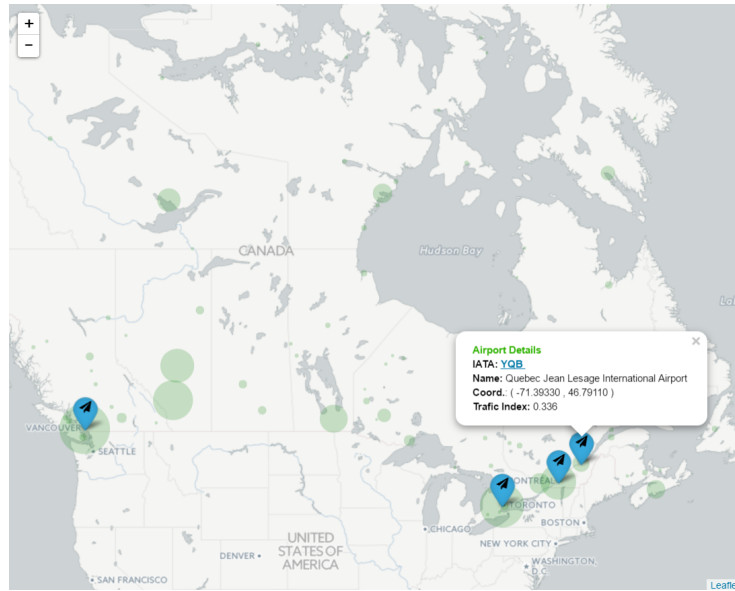 +
−
CANADA
Hudson Bay
×
Airport Details
IATA: YQB
Name: Quebec Jean Lesage International Airport
Coord.: ( -71.39330 , 46.79110 )
Trafic Index: 0.336
VANCOUVER
SEATTLE
ONTRÉAL
TORONTO
CHICAGO
BOSTON
NEW YORK CITY
UNITED
STATES OF
AMERICA
DENVER
WASHINGTON,
D.C.
SAN FRANCISCO
Leafle